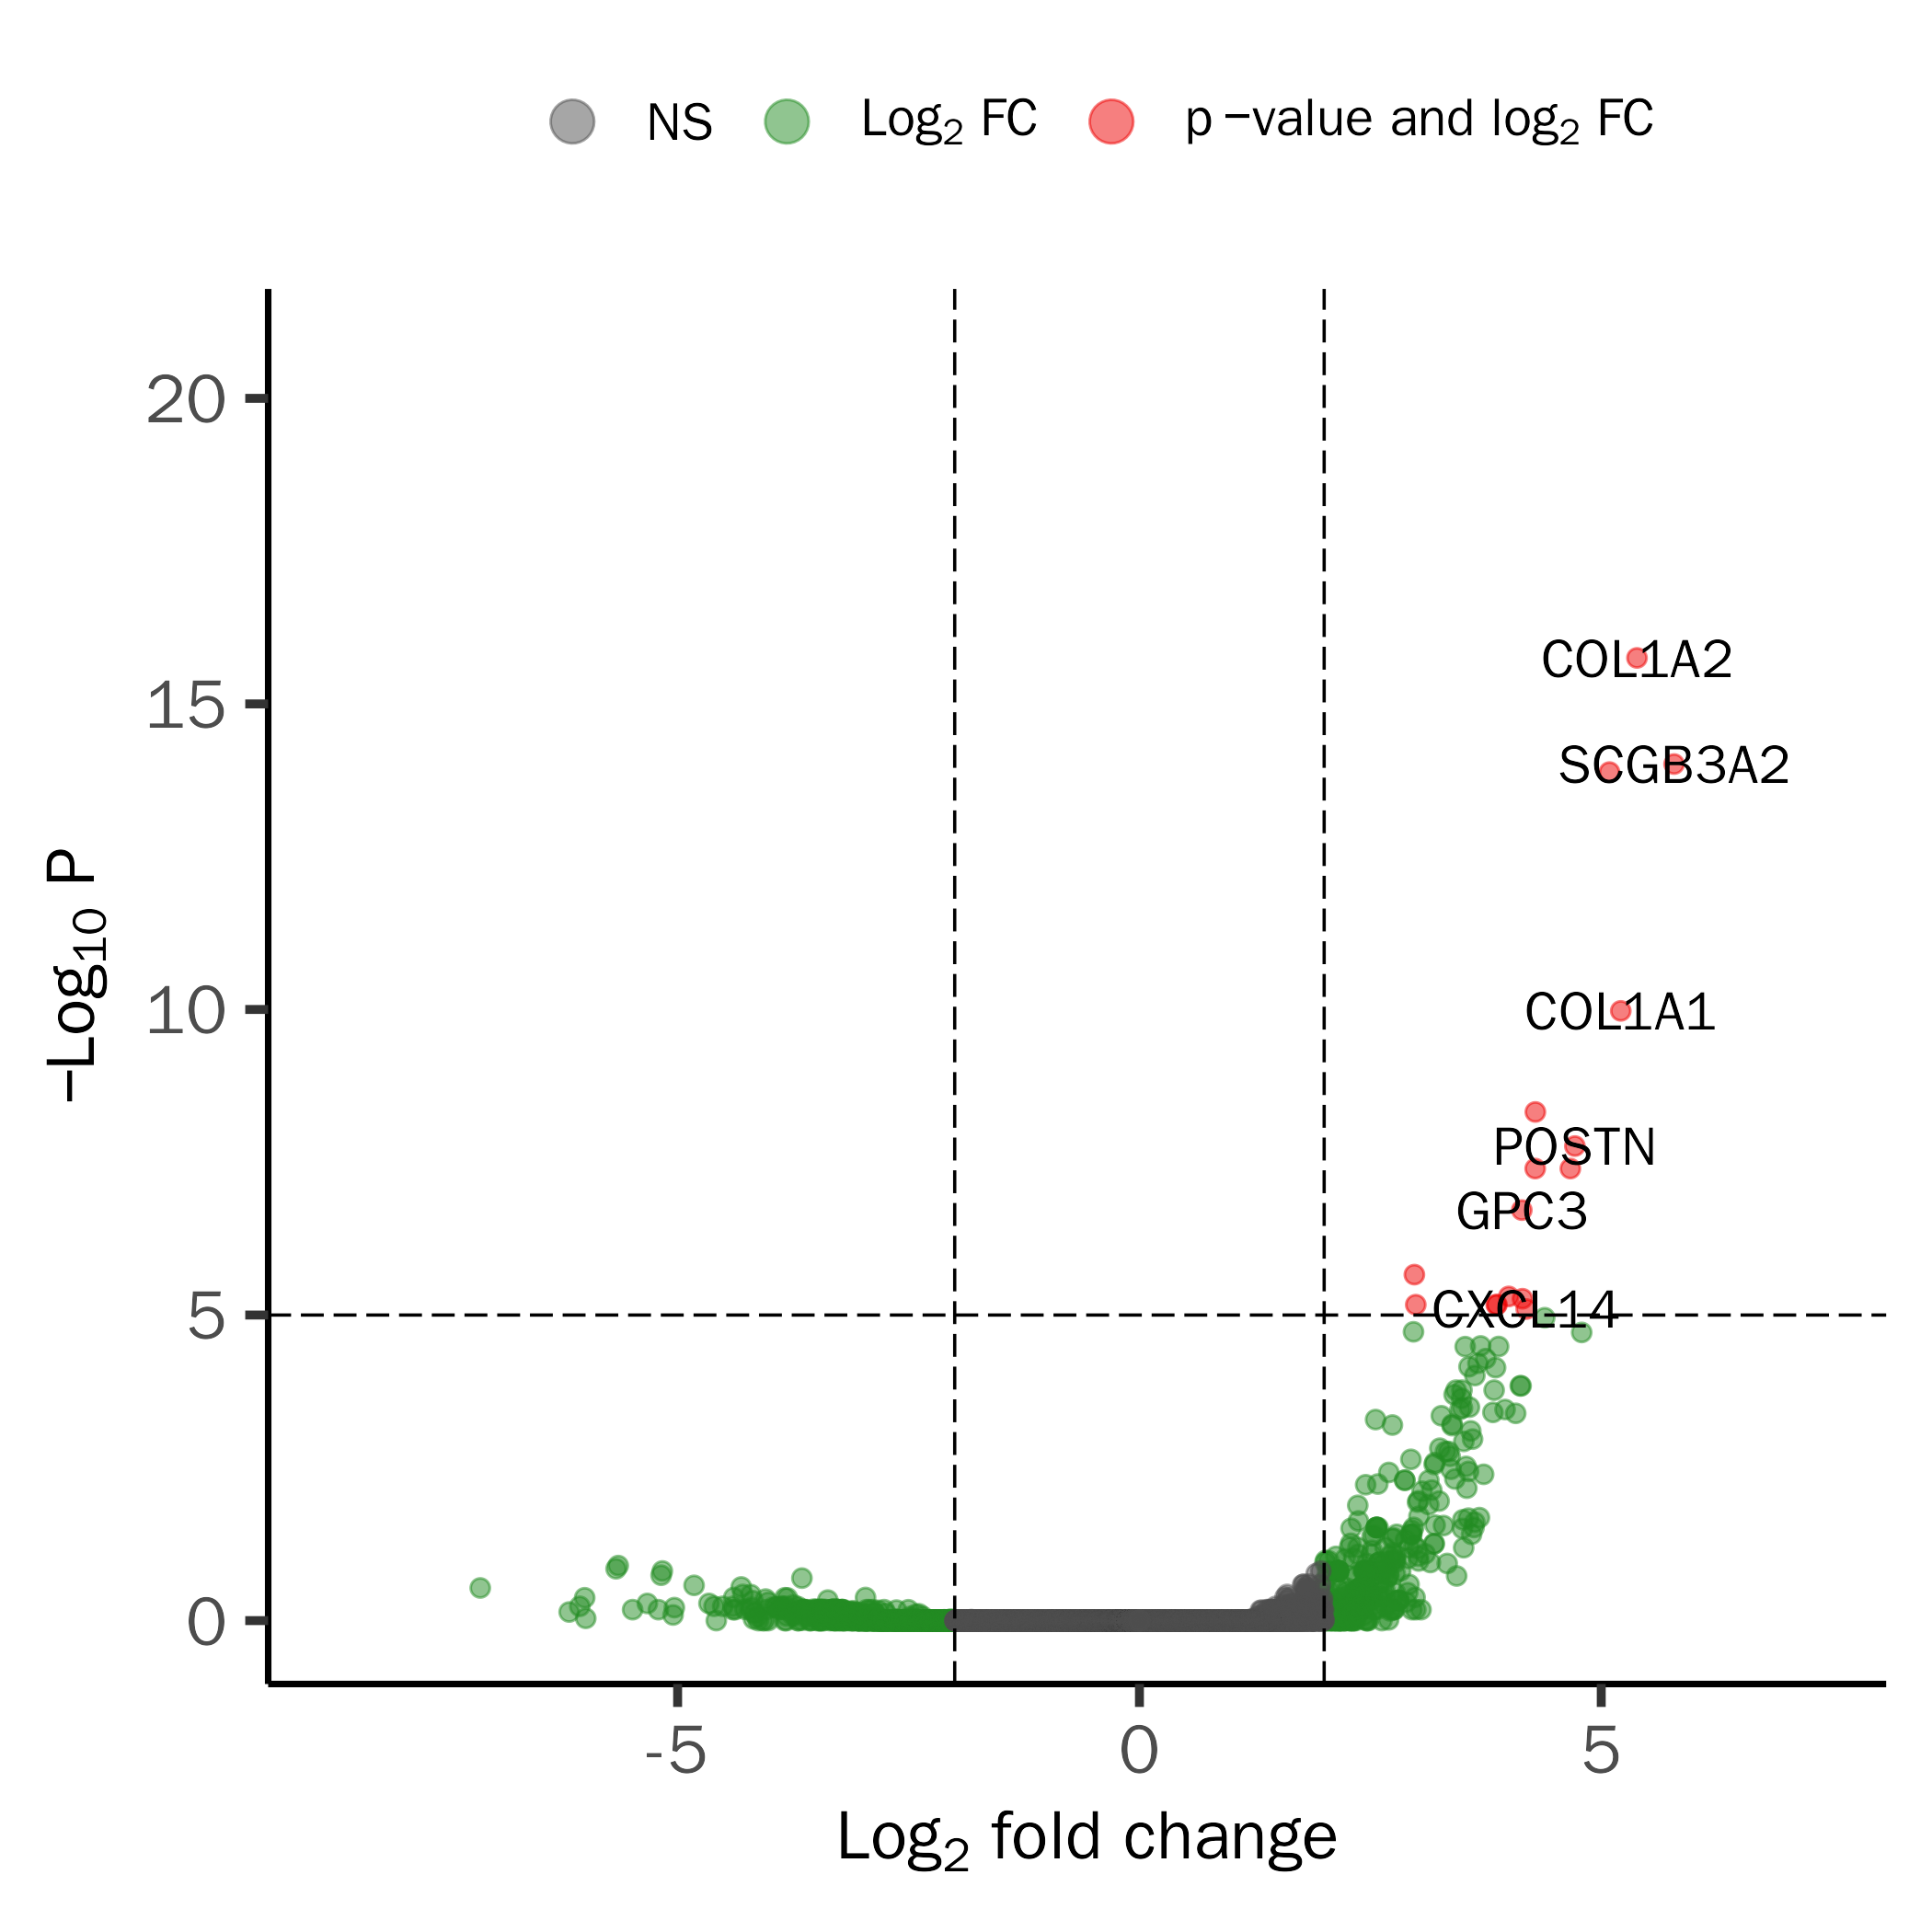 NS Log₂ FC p −value and log₂ FC
20
15
10
5
0
−Log₁₀ P
COL1A2
SCGB3A2
COL1A1
POSTN
GPC3
CXCL14
-5 0 5
Log₂ fold change